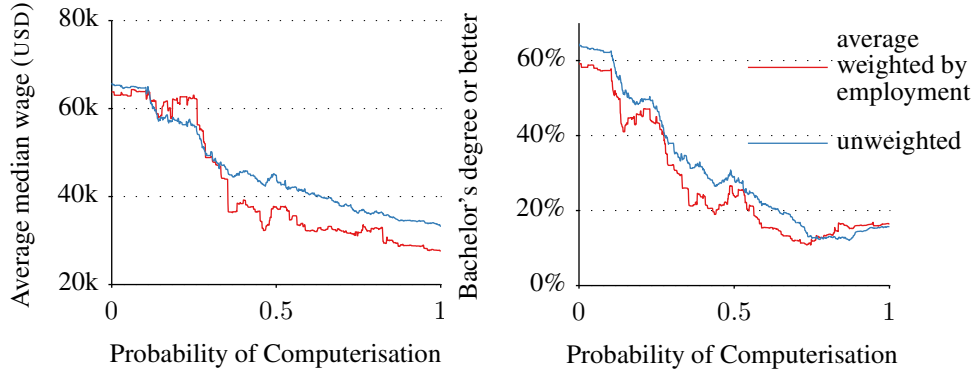 Average median wage (USD)
80k
60k
40k
20k
0
0.5
1
Probability of Computerisation
Bachelor's degree or better
60%
40%
20%
0%
0
0.5
1
Probability of Computerisation
average
weighted by
employment
unweighted